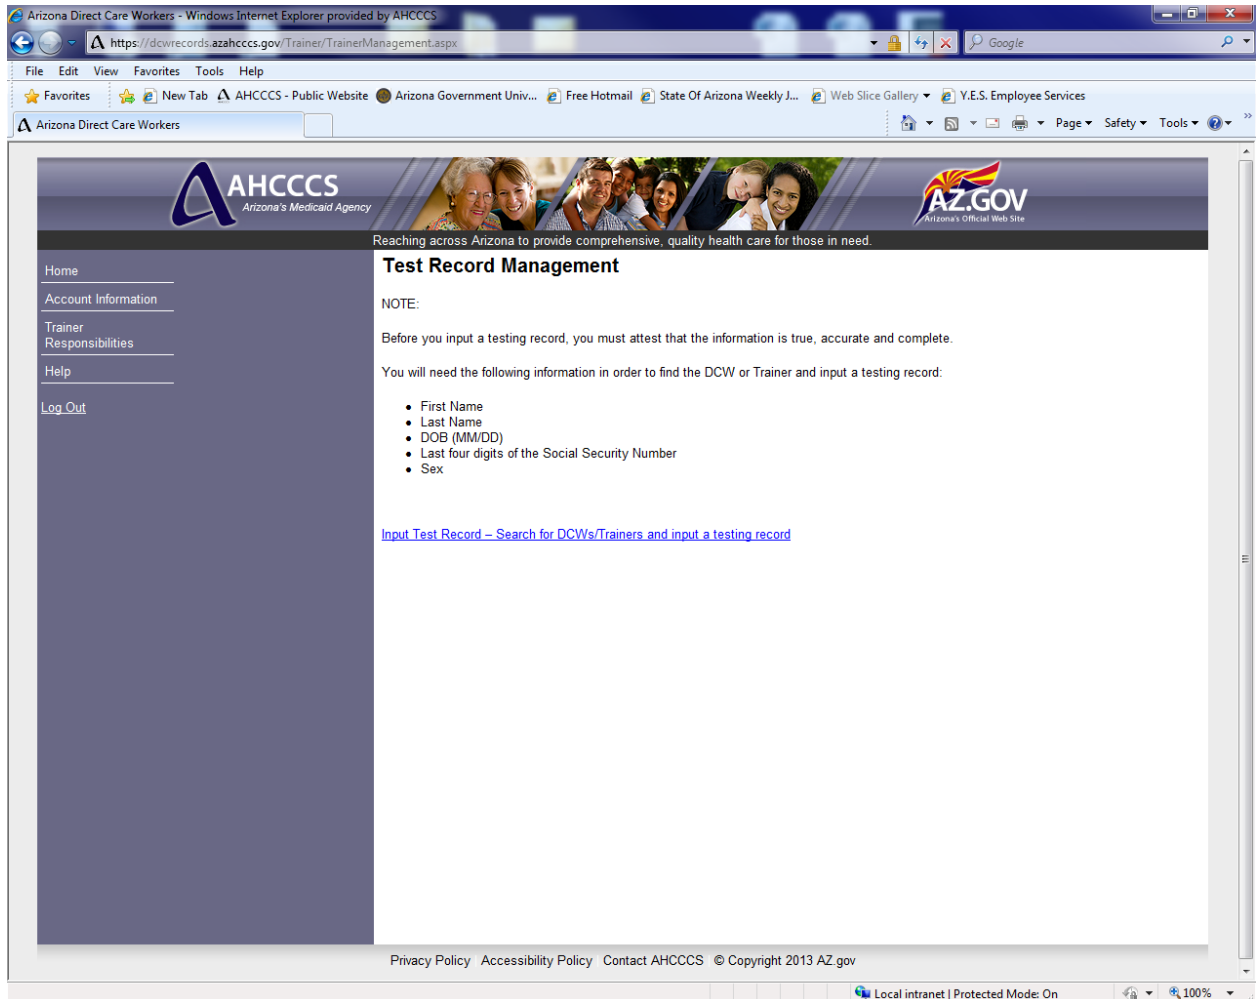 Arizona Direct Care Workers - Windows Internet Explorer provided by AHCCCS
https://dcwrecords.azahcccs.gov/Trainer/TrainerManagement.aspx
Google
File Edit View Favorites Tools Help
Favorites New Tab AHCCCS - Public Website Arizona Government Univ... Free Hotmail State Of Arizona Weekly J... Web Slice Gallery Y.E.S. Employee Services
Arizona Direct Care Workers
Page Safety Tools
AHCCCS
Arizona's Medicaid Agency
AZ.GOV
Arizona's Official Web Site
Reaching across Arizona to provide comprehensive, quality health care for those in need.
Home
Account Information
Trainer
Responsibilities
Help
Log Out
Test Record Management
NOTE:
Before you input a testing record, you must attest that the information is true, accurate and complete.
You will need the following information in order to find the DCW or Trainer and input a testing record:
• First Name
• Last Name
• DOB (MM/DD)
• Last four digits of the Social Security Number
• Sex
Input Test Record – Search for DCWs/Trainers and input a testing record
Privacy Policy Accessibility Policy Contact AHCCCS © Copyright 2013 AZ.gov
Local intranet | Protected Mode: On 100%